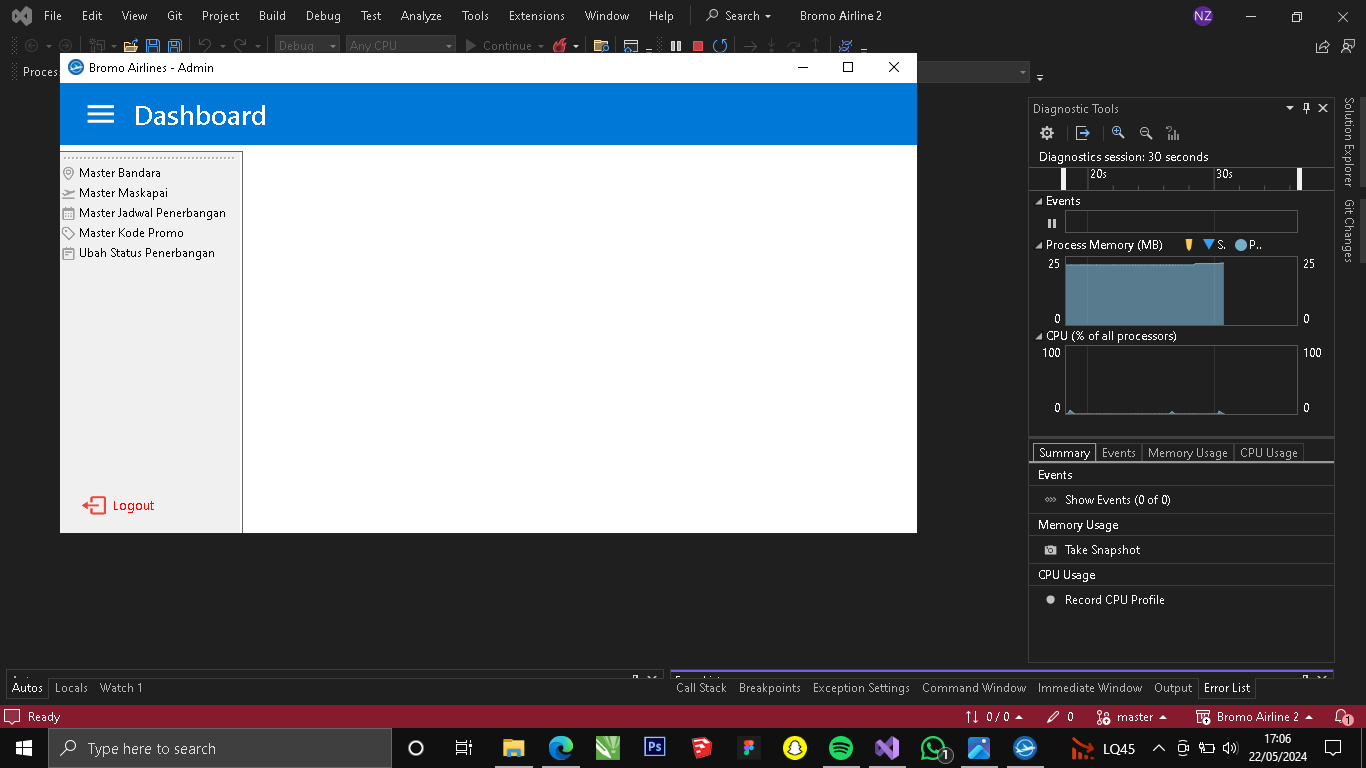 File Edit View Git Project Build Debug Test Analyze Tools Extensions Window Help Search Bromo Airline 2 NZ
Debug Any CPU Continue
Proces
Bromo Airlines - Admin
Dashboard
Master Bandara
Master Maskapai
Master Jadwal Penerbangan
Master Kode Promo
Ubah Status Penerbangan
Logout
Diagnostic Tools
Diagnostics session: 30 seconds
20s 30s
Events
Process Memory (MB) S. P..
25 25
0 0
CPU (% of all processors)
100 100
0 0
Summary Events Memory Usage CPU Usage
Events
Show Events (0 of 0)
Memory Usage
Take Snapshot
CPU Usage
Record CPU Profile
Solution Explorer
Git Changes
Autos Locals Watch 1
Call Stack Breakpoints Exception Settings Command Window Immediate Window Output Error List
Ready 0 / 0 0 master Bromo Airline 2 1
Type here to search Ps 1 LQ45 17:06
22/05/2024